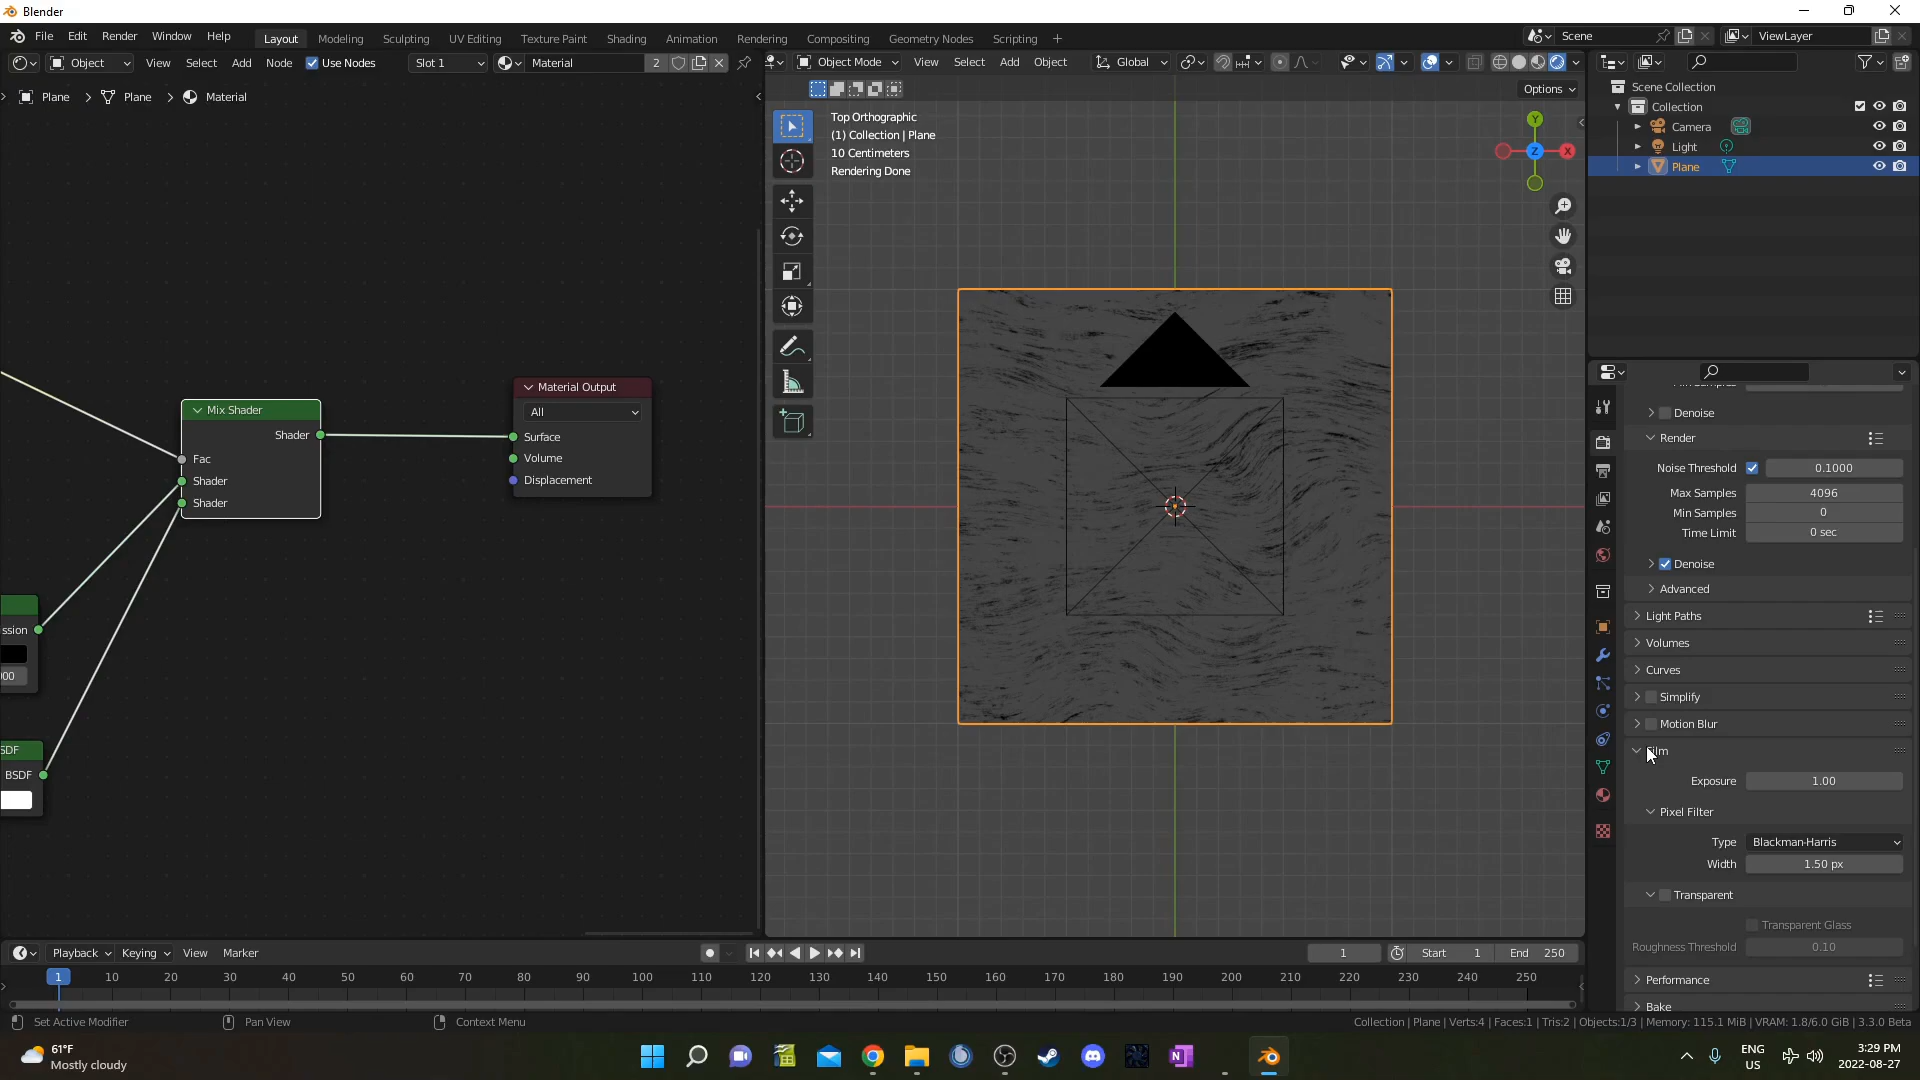 Blender
File Edit Render Window Help Layout Modeling Sculpting UV Editing Texture Paint Shading Animation Rendering Compositing Geometry Nodes Scripting + Scene ViewLayer
Object View Select Add Node Use Nodes Slot 1 Material 2
Object Mode View Select Add Object Global
Plane > Plane > Material
Options
Top Orthographic
(1) Collection | Plane
10 Centimeters
Rendering Done
Y
Z
X
Scene Collection
Collection
Camera
Light
Plane
Mix Shader
Shader
Fac
Shader
Shader
Material Output
All
Surface
Volume
Displacement
ssion
00
SDF
BSDF
Denoise
Render
Noise Threshold 0.1000
Max Samples 4096
Min Samples 0
Time Limit 0 sec
Denoise
Advanced
Light Paths
Volumes
Curves
Simplify
Motion Blur
Film
Exposure 1.00
Pixel Filter
Type Blackman-Harris
Width 1.50 px
Transparent
Transparent Glass
Roughness Threshold 0.10
Performance
Bake
Playback Keying View Marker 1 Start 1 End 250
1 10 20 30 40 50 60 70 80 90 100 110 120 130 140 150 160 170 180 190 200 210 220 230 240 250
Set Active Modifier Pan View Context Menu
Collection | Plane | Verts:4 | Faces:1 | Tris:2 | Objects:1/3 | Memory: 115.1 MiB | VRAM: 1.8/6.0 GiB | 3.3.0 Beta
61°F
Mostly cloudy
ENG
US
3:29 PM
2022-08-27